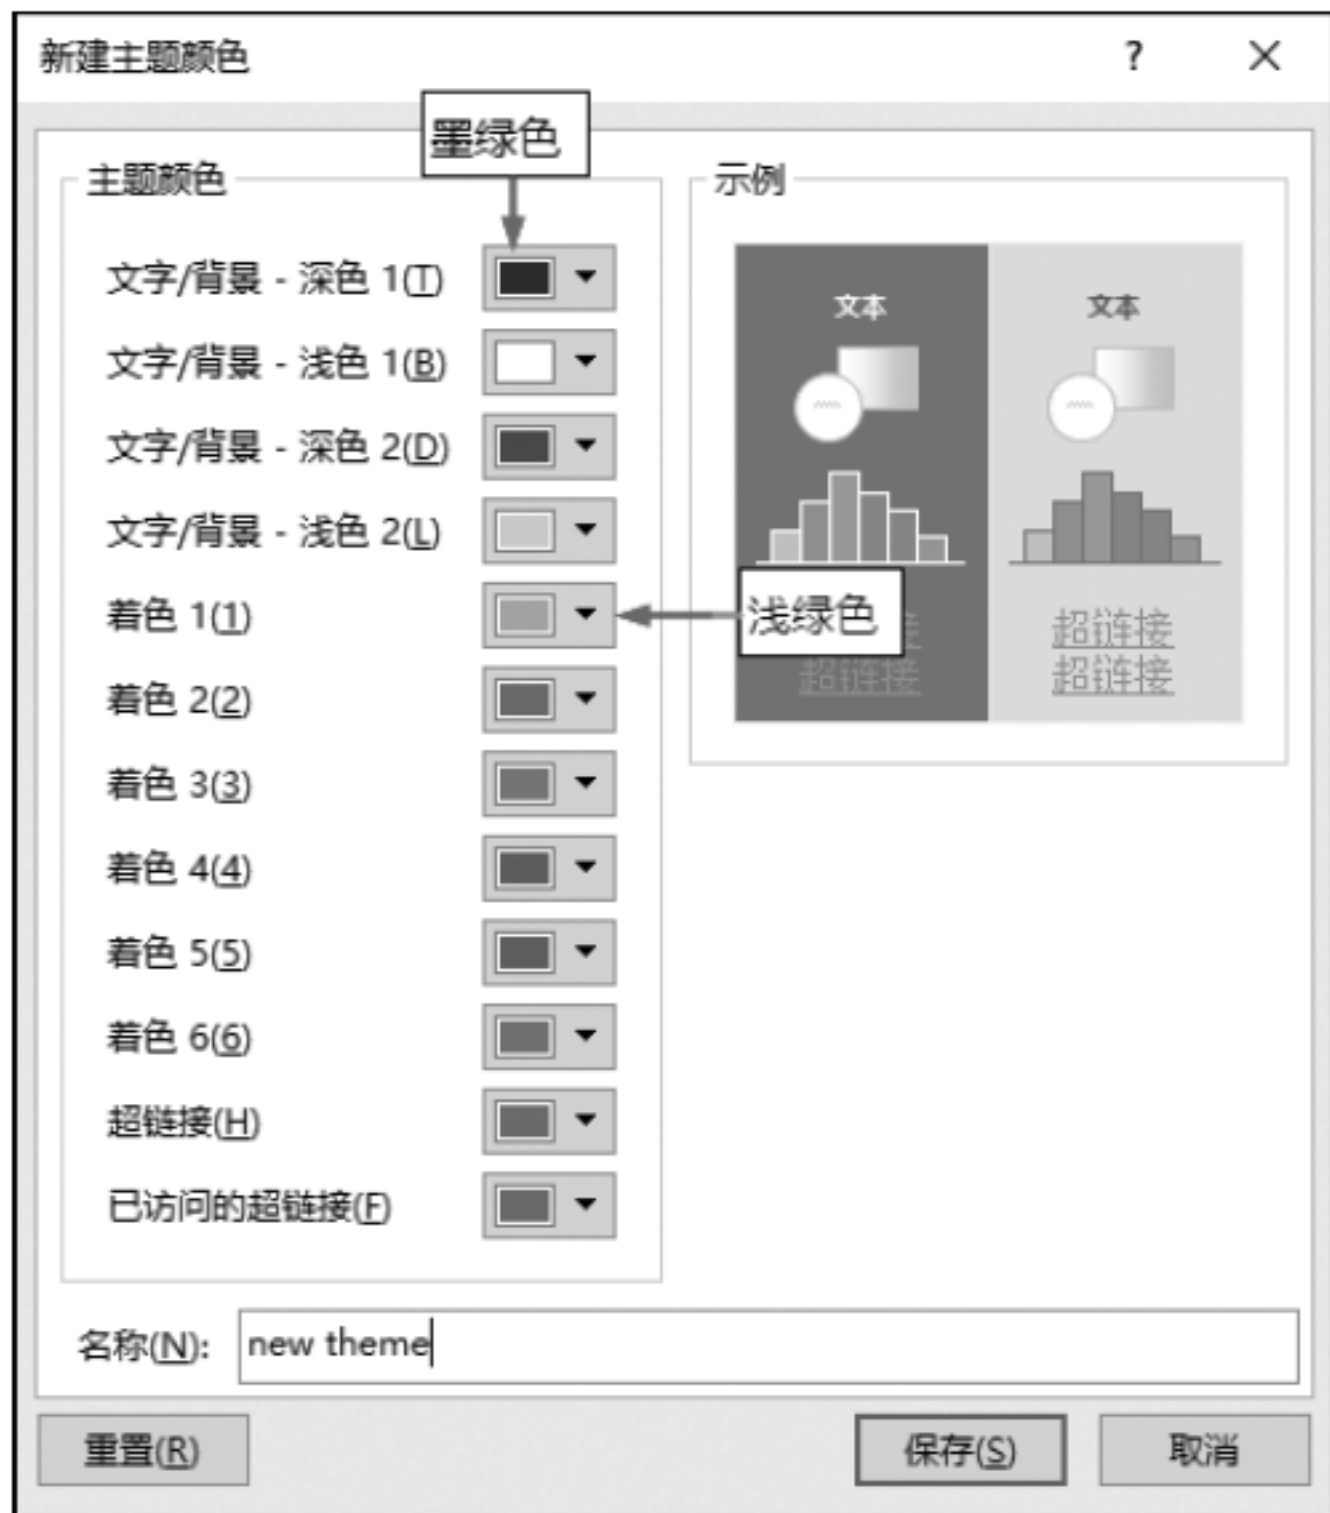 新建主题颜色
?
墨绿色
主题颜色
文字/背景 - 深色 1(T)
文字/背景 - 浅色 1(B)
文字/背景 - 深色 2(D)
文字/背景 - 浅色 2(L)
着色 1(1)
着色 2(2)
着色 3(3)
着色 4(4)
着色 5(5)
着色 6(6)
超链接(H)
已访问的超链接(F)
示例
文本
文本
浅绿色
超链接
超链接
超链接
名称(N):
new theme
重置(R)
保存(S)
取消